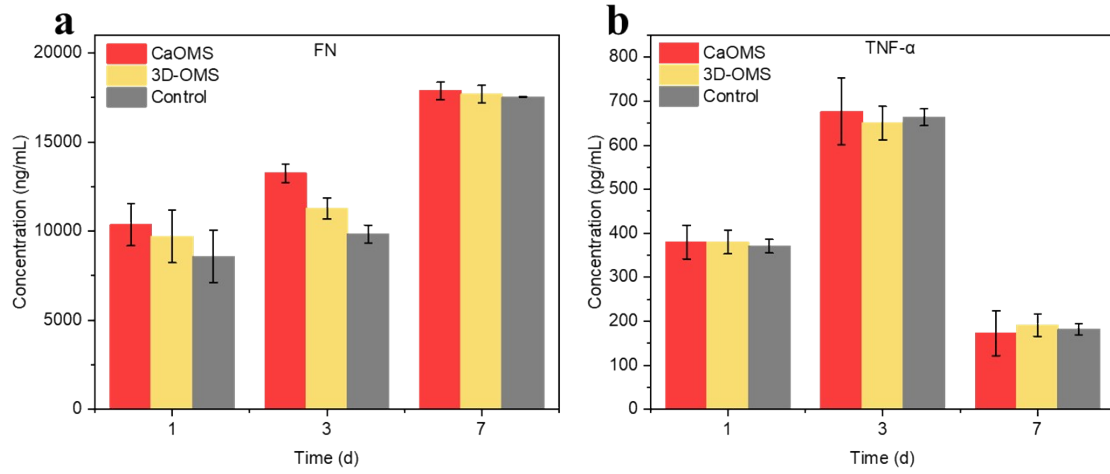 a
FN
CaOMS
3D-OMS
Control
Concentration (ng/mL)
20000
15000
10000
5000
0
1 3 7
Time (d)
b
TNF-α
CaOMS
3D-OMS
Control
Concentration (pg/mL)
800
700
600
500
400
300
200
100
0
1 3 7
Time (d)